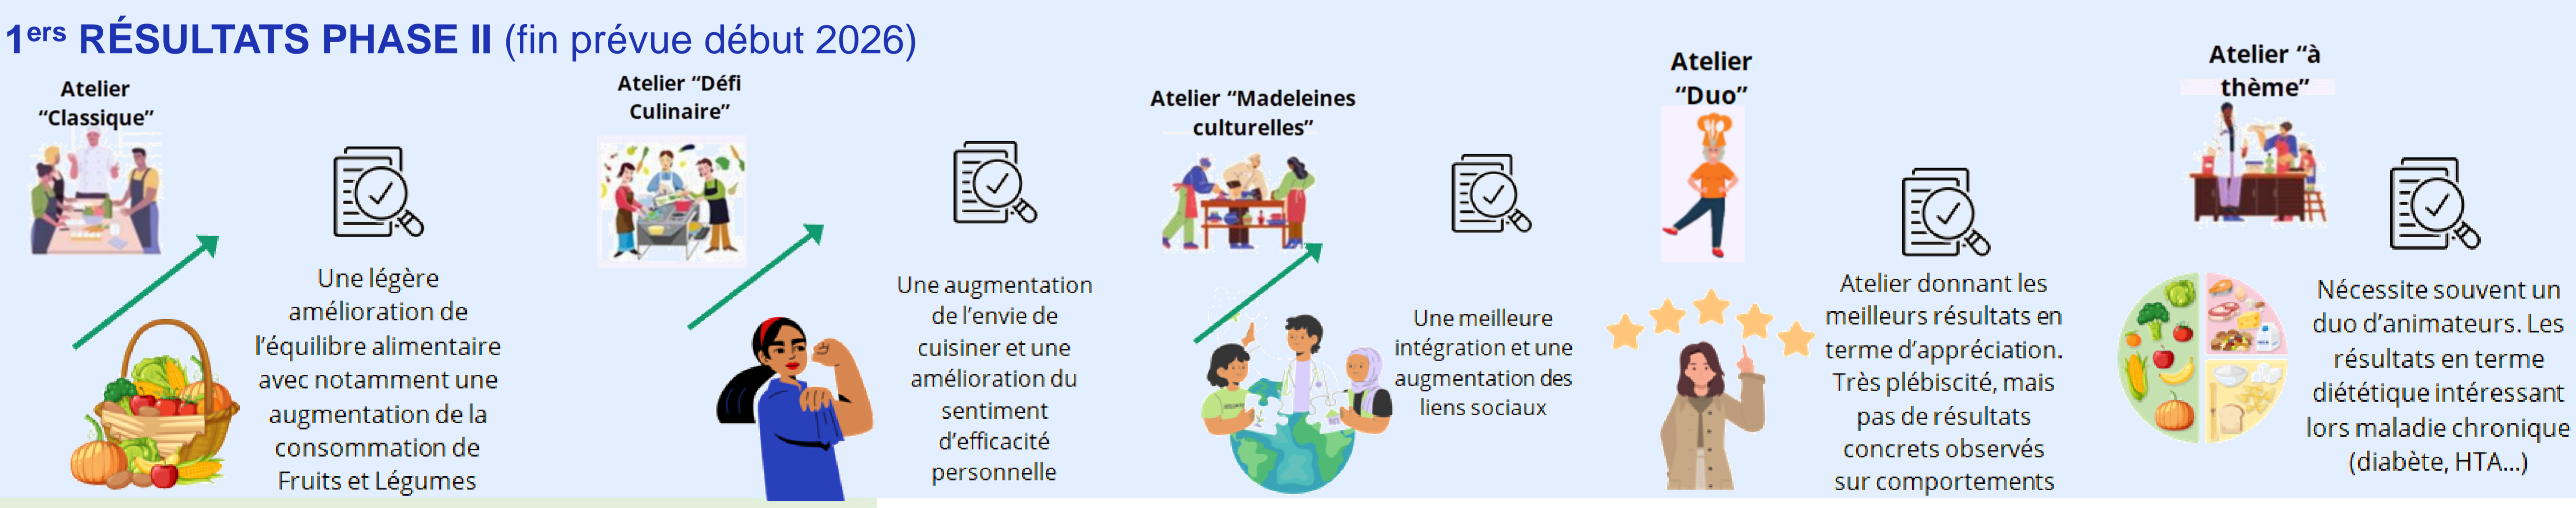 1ers RÉSULTATS PHASE II (fin prévue début 2026)
Atelier
“Classique”
Une légère
amélioration de
l’équilibre alimentaire
avec notamment une
augmentation de la
consommation de
Fruits et Légumes
Atelier “Défi
Culinaire”
Une augmentation
de l’envie de
cuisiner et une
amélioration du
sentiment
d’efficacité
personnelle
Atelier “Madeleines
culturelles”
Une meilleure
intégration et une
augmentation des
liens sociaux
Atelier
“Duo”
Atelier donnant les
meilleurs résultats en
terme d’appréciation.
Très plébiscité, mais
pas de résultats
concrets observés
sur comportements
Atelier “à
thème”
Nécessite souvent un
duo d’animateurs. Les
résultats en terme
diététique intéressant
lors maladie chronique
(diabète, HTA...)